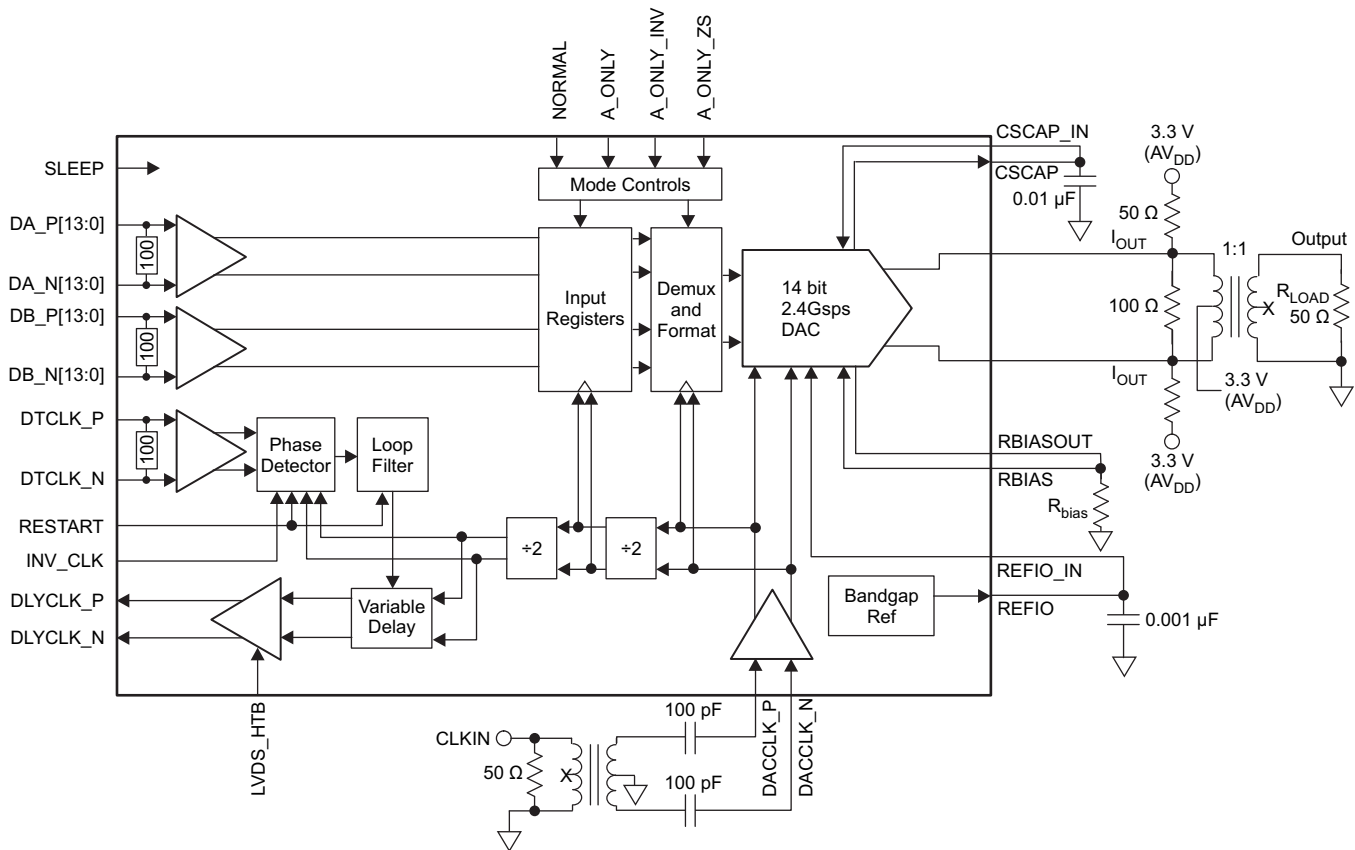 NORMAL
A_ONLY
A_ONLY_INV
A_ONLY_ZS
SLEEP
DA_P[13:0]
100
DA_N[13:0]
DB_P[13:0]
100
DB_N[13:0]
DTCLK_P
100
DTCLK_N
RESTART
INV_CLK
DLYCLK_P
DLYCLK_N
LVDS_HTB
Mode Controls
Input
Registers
Demux
and
Format
14 bit
2.4Gsps
DAC
Phase
Detector
Loop
Filter
÷2
÷2
Variable
Delay
Bandgap
Ref
CSCAP_IN
CSCAP
0.01 µF
3.3 V
(AVDD)
50 Ω
IOUT
1:1
Output
100 Ω
RLOAD
50 Ω
X
IOUT
3.3 V
(AVDD)
3.3 V
(AVDD)
RBIASOUT
RBIAS
Rbias
REFIO_IN
REFIO
0.001 µF
CLKIN
50 Ω
X
100 pF
100 pF
DACCLK_P
DACCLK_N